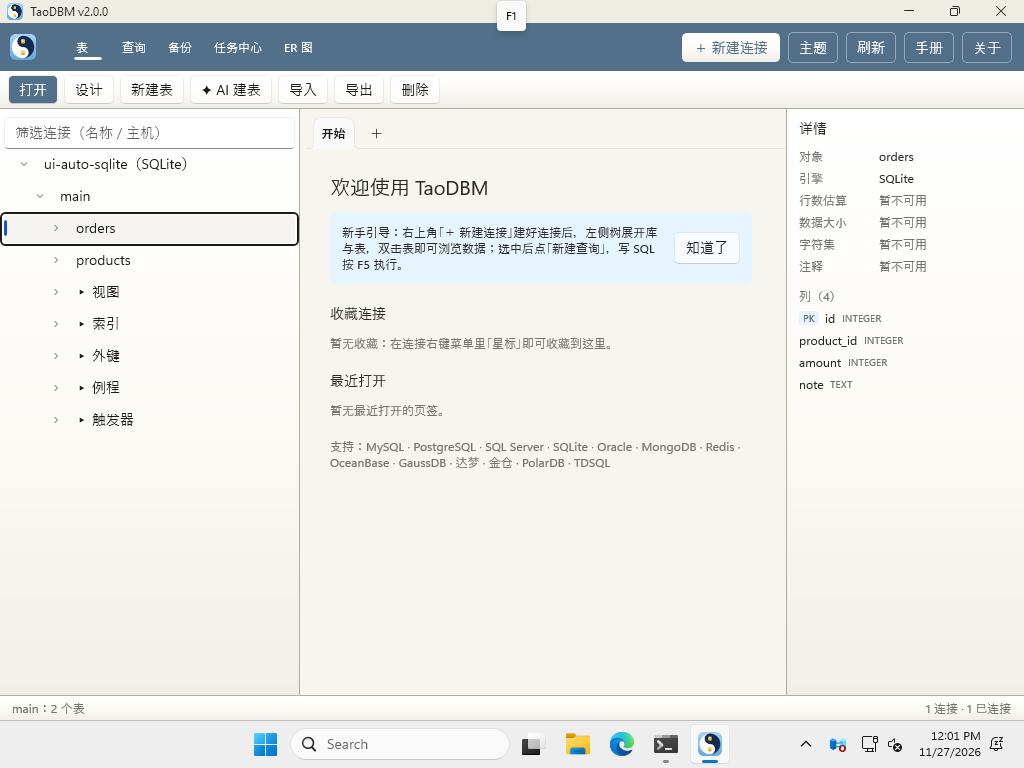 TaoDBM v2.0.0
F1
表
查询
备份
任务中心
ER 图
＋ 新建连接
主题
刷新
手册
关于
打开
设计
新建表
✦ AI 建表
导入
导出
删除
筛选连接（名称 / 主机）
ui-auto-sqlite（SQLite）
main
orders
products
▸ 视图
▸ 索引
▸ 外键
▸ 例程
▸ 触发器
开始
欢迎使用 TaoDBM
新手引导：右上角「＋ 新建连接」建好连接后，左侧树展开库
与表，双击表即可浏览数据；选中后点「新建查询」，写 SQL
按 F5 执行。
知道了
收藏连接
暂无收藏：在连接右键菜单里「星标」即可收藏到这里。
最近打开
暂无最近打开的页签。
支持：MySQL · PostgreSQL · SQL Server · SQLite · Oracle · MongoDB · Redis ·
OceanBase · GaussDB · 达梦 · 金仓 · PolarDB · TDSQL
详情
对象 orders
引擎 SQLite
行数估算 暂不可用
数据大小 暂不可用
字符集 暂不可用
注释 暂不可用
列（4）
PK id INTEGER
product_id INTEGER
amount INTEGER
note TEXT
main：2 个表
1 连接 · 1 已连接
Search
12:01 PM
11/27/2026